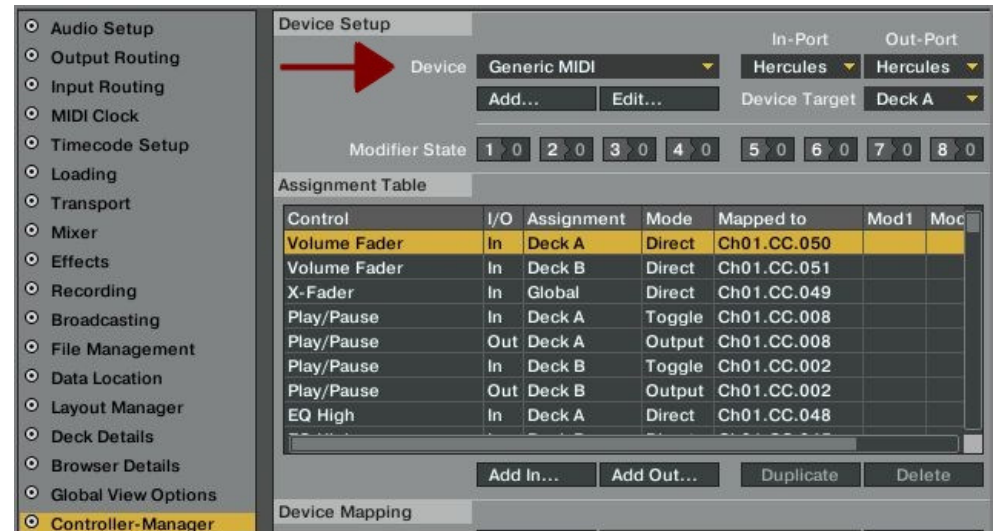 Audio Setup
Output Routing
Input Routing
MIDI Clock
Timecode Setup
Loading
Transport
Mixer
Effects
Recording
Broadcasting
File Management
Data Location
Layout Manager
Deck Details
Browser Details
Global View Options
Controller-Manager
Device Setup
In-Port Out-Port
Device Generic MIDI Hercules Hercules
Add... Edit... Device Target Deck A
Modifier State 1 0 2 0 3 0 4 0 5 0 6 0 7 0 8 0
Assignment Table
Control I/O Assignment Mode Mapped to Mod1
Volume Fader In Deck A Direct Ch01.CC.050
Volume Fader In Deck B Direct Ch01.CC.051
X-Fader In Global Direct Ch01.CC.049
Play/Pause In Deck A Toggle Ch01.CC.008
Play/Pause Out Deck A Output Ch01.CC.008
Play/Pause In Deck B Toggle Ch01.CC.002
Play/Pause Out Deck B Output Ch01.CC.002
EQ High In Deck A Direct Ch01.CC.048
Add In... Add Out... Duplicate Delete
Device Mapping